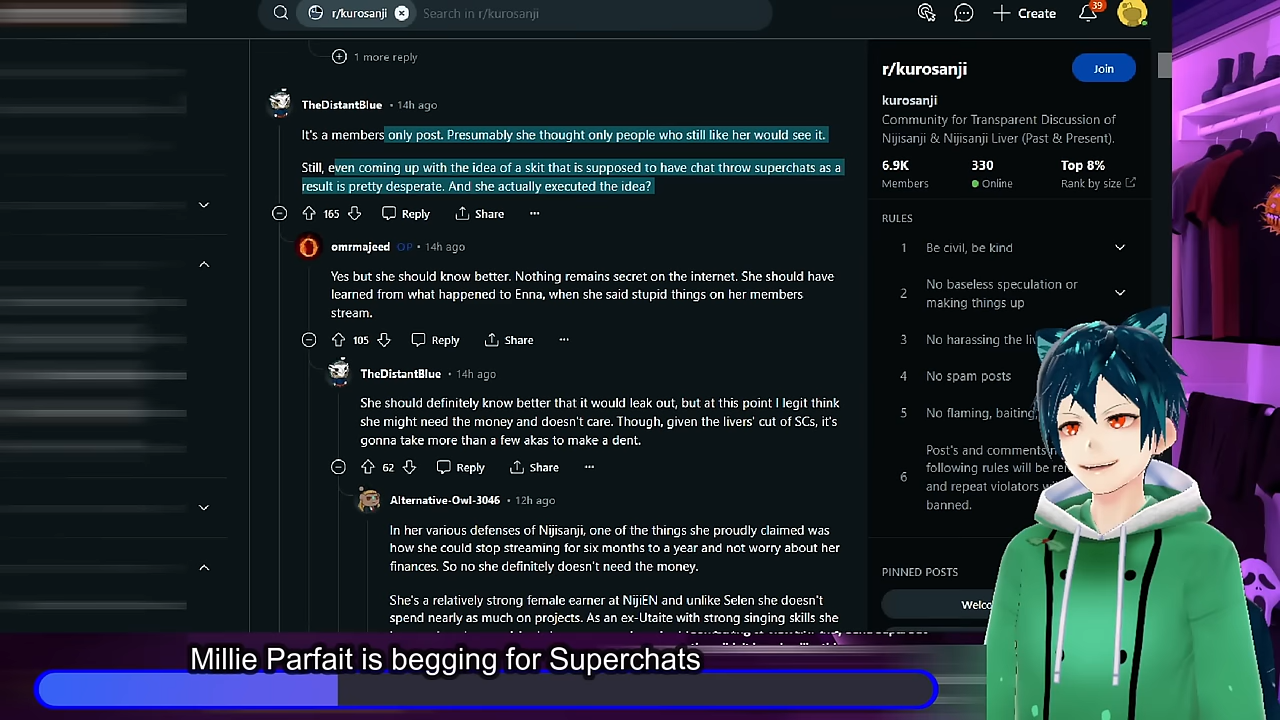 r/kurosanji
Search in r/kurosanji
Create
39
1 more reply
TheDistantBlue • 14h ago
It's a members only post. Presumably she thought only people who still like her would see it.
Still, even coming up with the idea of a skit that is supposed to have chat throw superchats as a
result is pretty desperate. And she actually executed the idea?
165 Reply Share
omrmajeed OP • 14h ago
Yes but she should know better. Nothing remains secret on the internet. She should have
learned from what happened to Enna, when she said stupid things on her members
stream.
105 Reply Share
TheDistantBlue • 14h ago
She should definitely know better that it would leak out, but at this point I legit think
she might need the money and doesn't care. Though, given the livers' cut of SCs, it's
gonna take more than a few akas to make a dent.
62 Reply Share
Alternative-Owl-3046 • 12h ago
In her various defenses of Nijisanji, one of the things she proudly claimed was
how she could stop streaming for six months to a year and not worry about her
finances. So no she definitely doesn't need the money.
She's a relatively strong female earner at NijiEN and unlike Selen she doesn't
spend nearly as much on projects. As an ex-Utaite with strong singing skills she
r/kurosanji
Join
kurosanji
Community for Transparent Discussion of
Nijisanji & Nijisanji Liver (Past & Present).
6.9K 330 Top 8%
Members Online Rank by size
RULES
1 Be civil, be kind
2 No baseless speculation or
making things up
3 No harassing the
4 No spam posts
5 No flaming, baiting,
6 Post's and comments
following rules will be
and repeat violators
banned.
PINNED POSTS
Millie Parfait is begging for Superchats